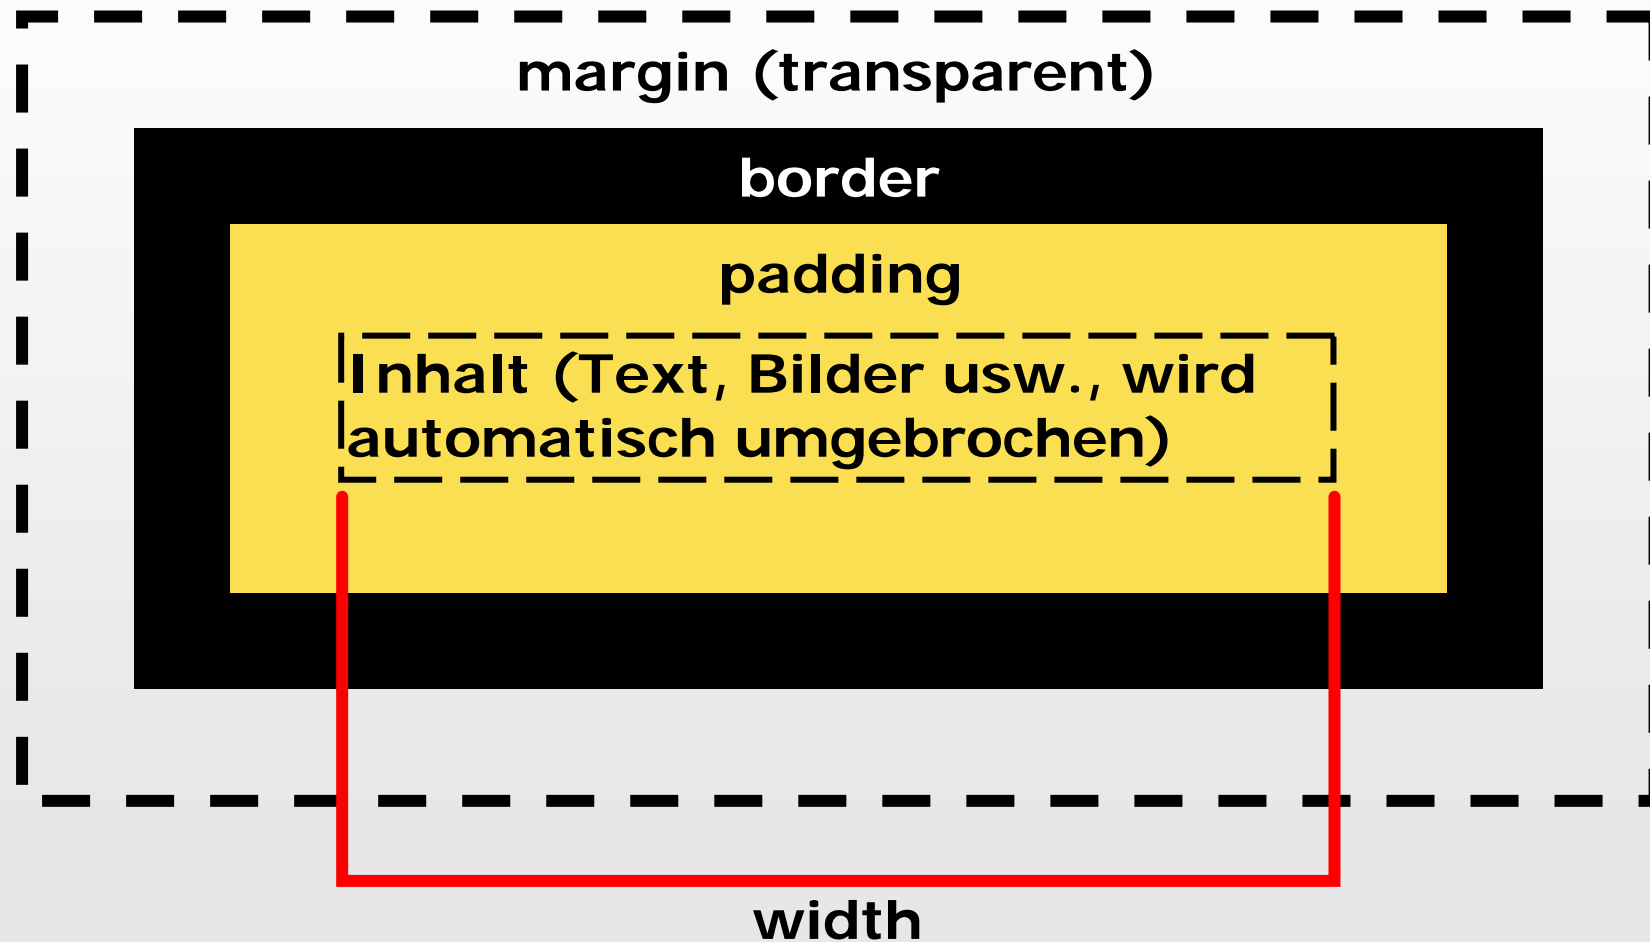 margin (transparent)
border
padding
Inhalt (Text, Bilder usw., wird
automatisch umgebrochen)
width